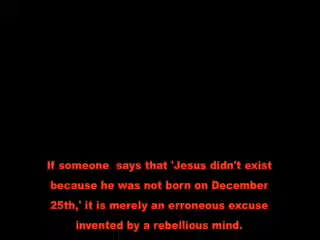 If someone  says that 'Jesus didn't exist
because he was not born on December
25th,' it is merely an erroneous excuse
invented by a rebellious mind.